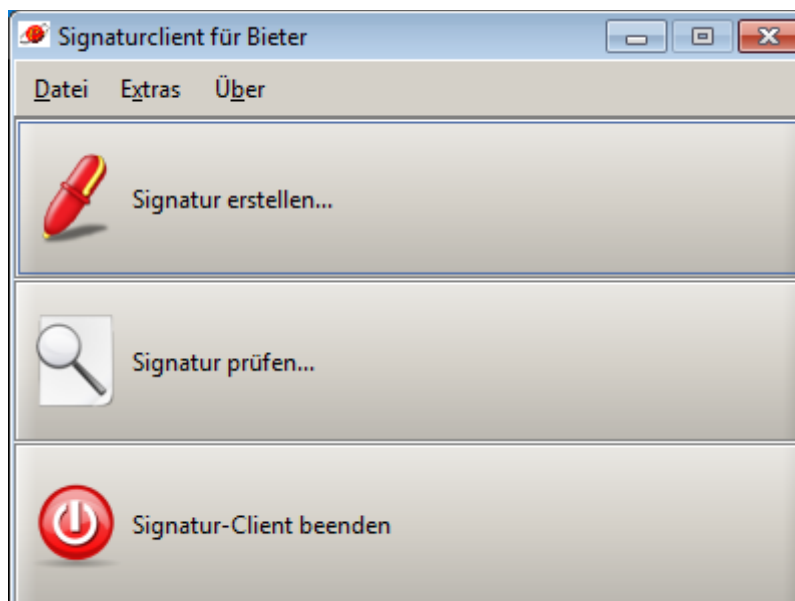 Signaturclient für Bieter
Datei Extras Über
Signatur erstellen...
Signatur prüfen...
Signatur-Client beenden